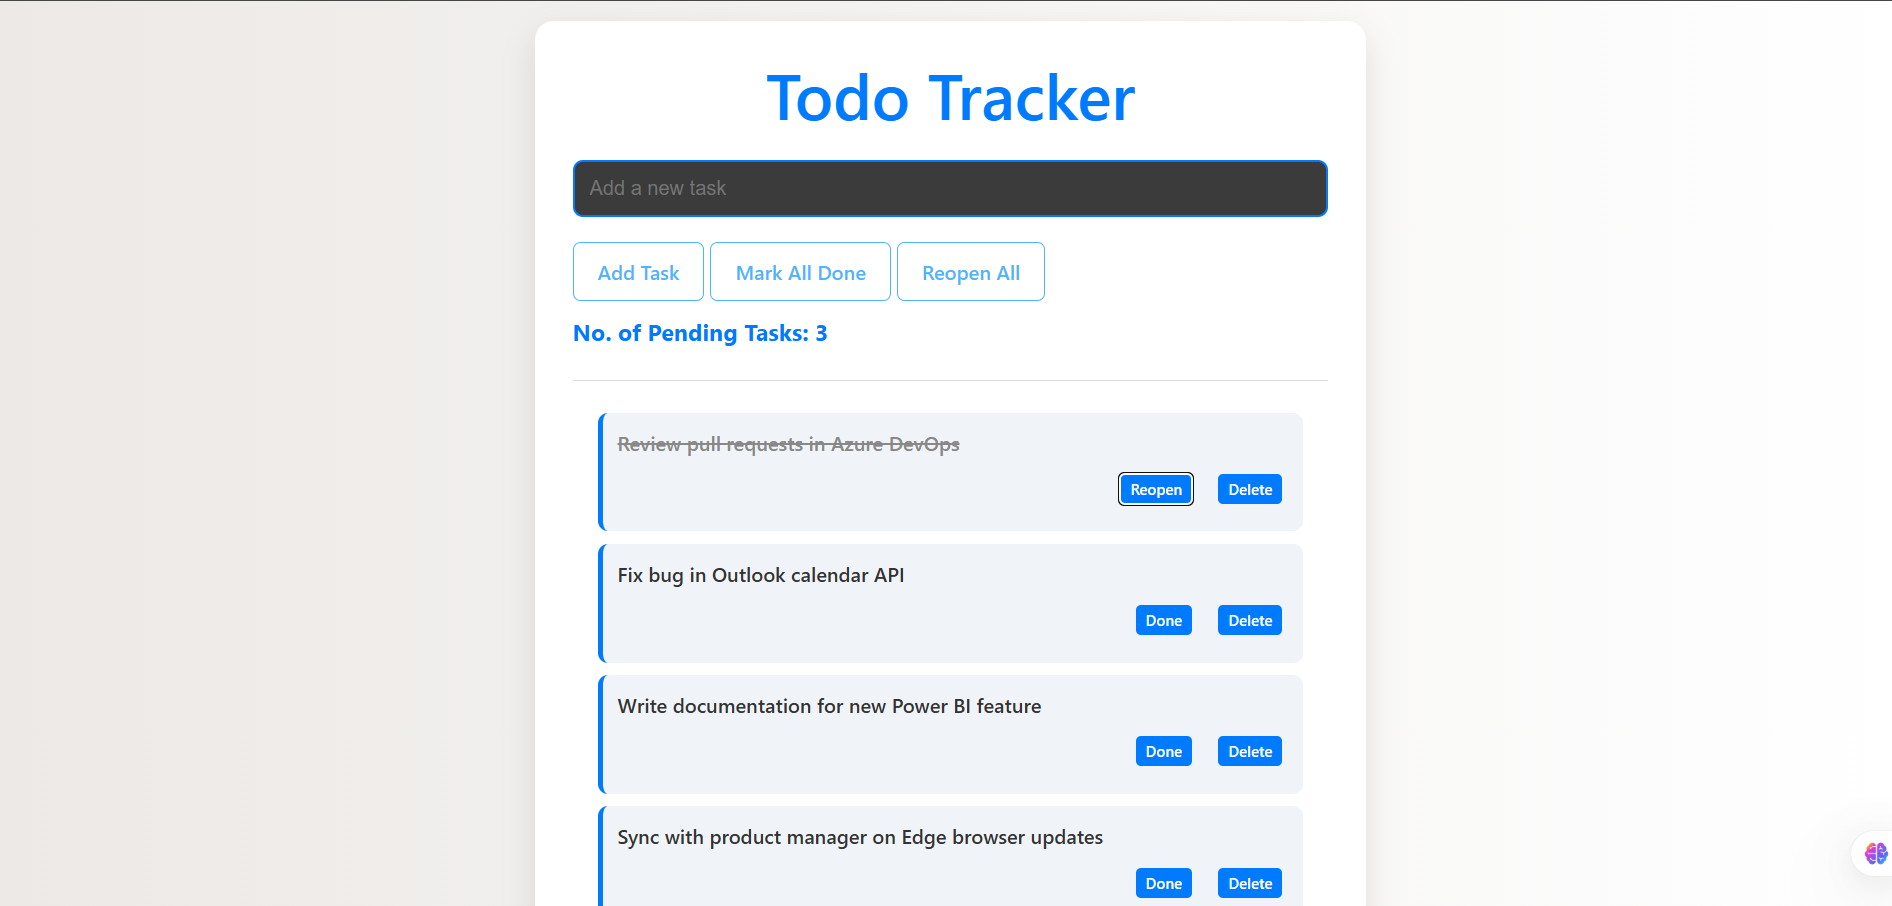 Todo Tracker
Add a new task
Add Task Mark All Done Reopen All
No. of Pending Tasks: 3
Review pull requests in Azure DevOps
Reopen Delete
Fix bug in Outlook calendar API
Done Delete
Write documentation for new Power BI feature
Done Delete
Sync with product manager on Edge browser updates
Done Delete